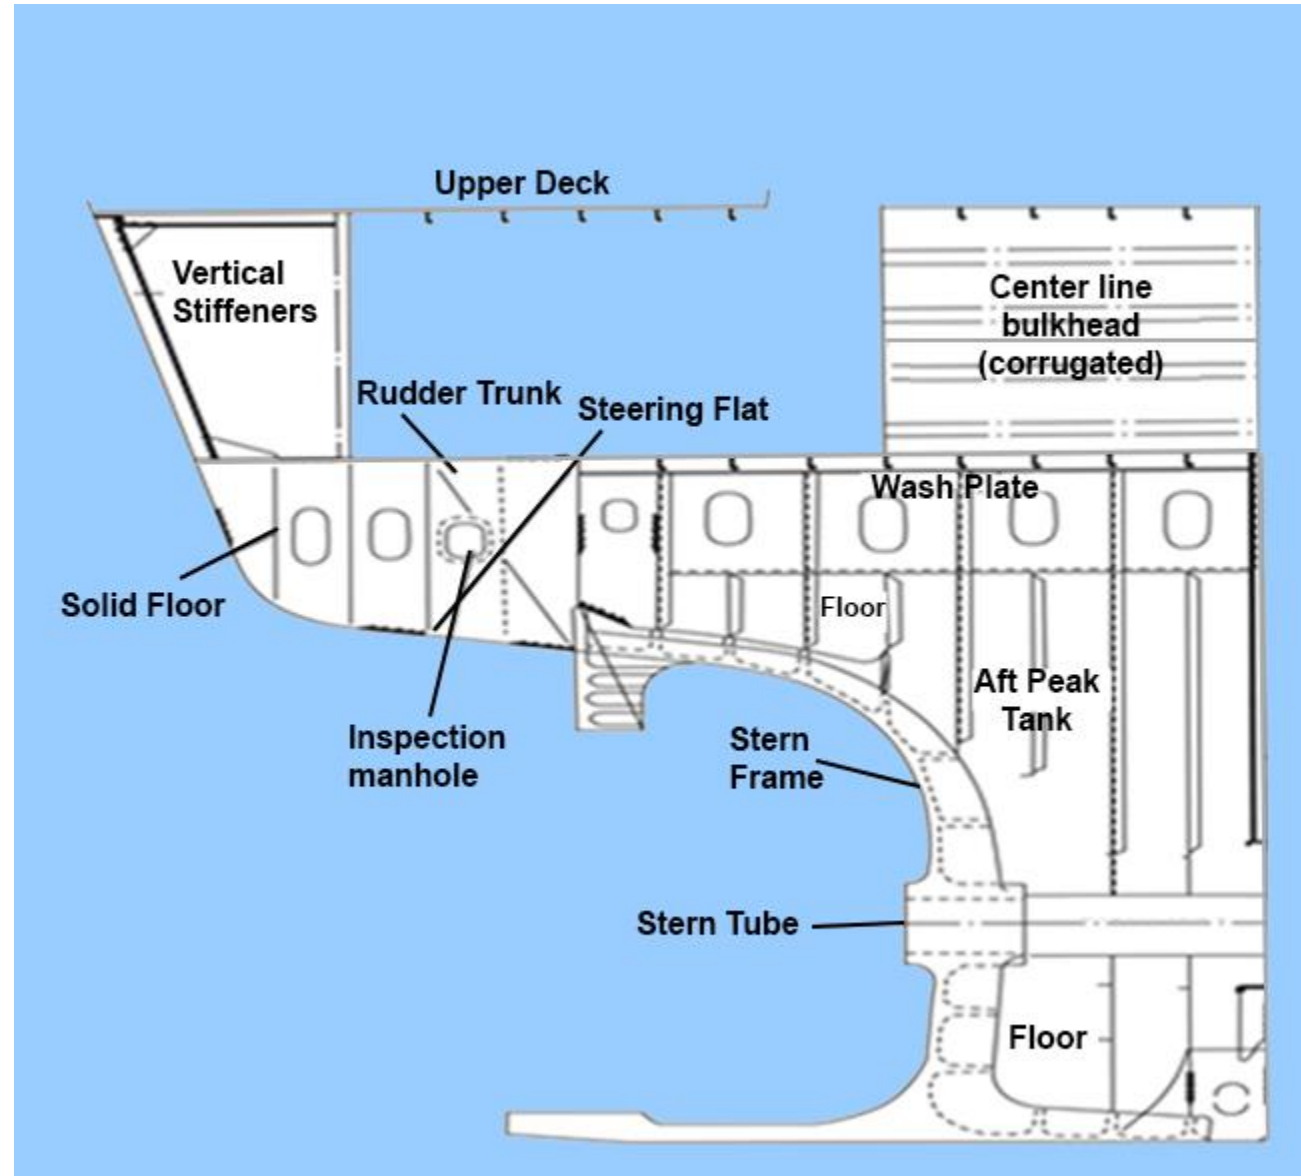 Upper Deck
Vertical
Stiffeners
Center line
bulkhead
(corrugated)
Rudder Trunk
Steering Flat
Wash Plate
Solid Floor
Floor
Aft Peak
Tank
Inspection
manhole
Stern
Frame
Stern Tube
Floor